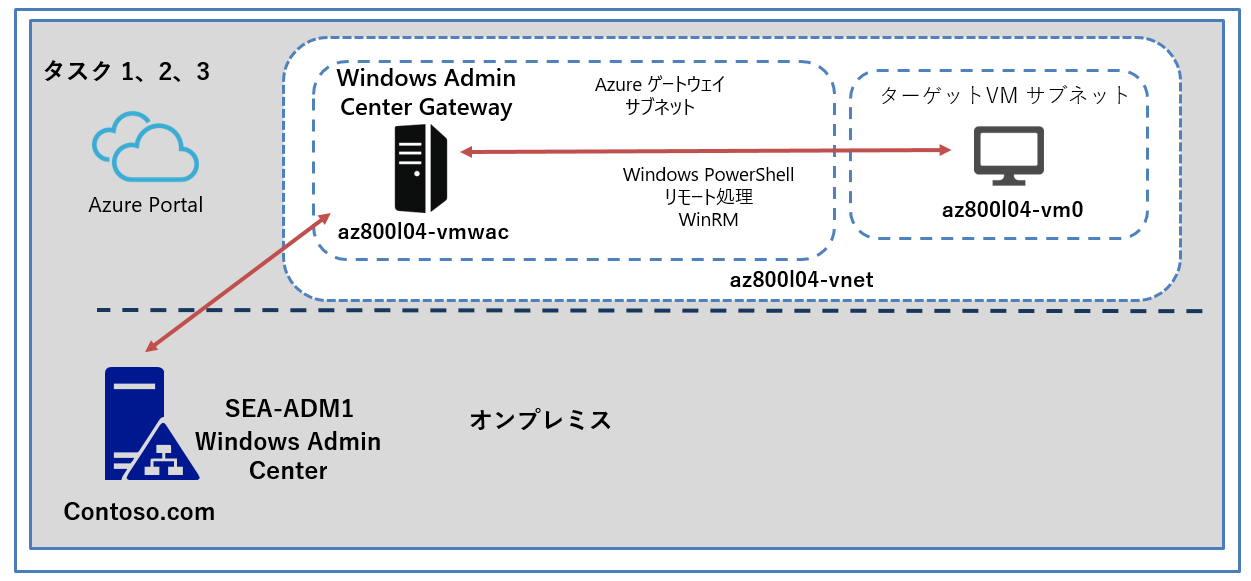 タスク 1、2、3
Azure Portal
Windows Admin
Center Gateway
az800l04-vmwac
Azure ゲートウェイ
サブネット
Windows PowerShell
リモート処理
WinRM
ターゲットVM サブネット
az800l04-vm0
az800l04-vnet
SEA-ADM1
Windows Admin
Center
Contoso.com
オンプレミス